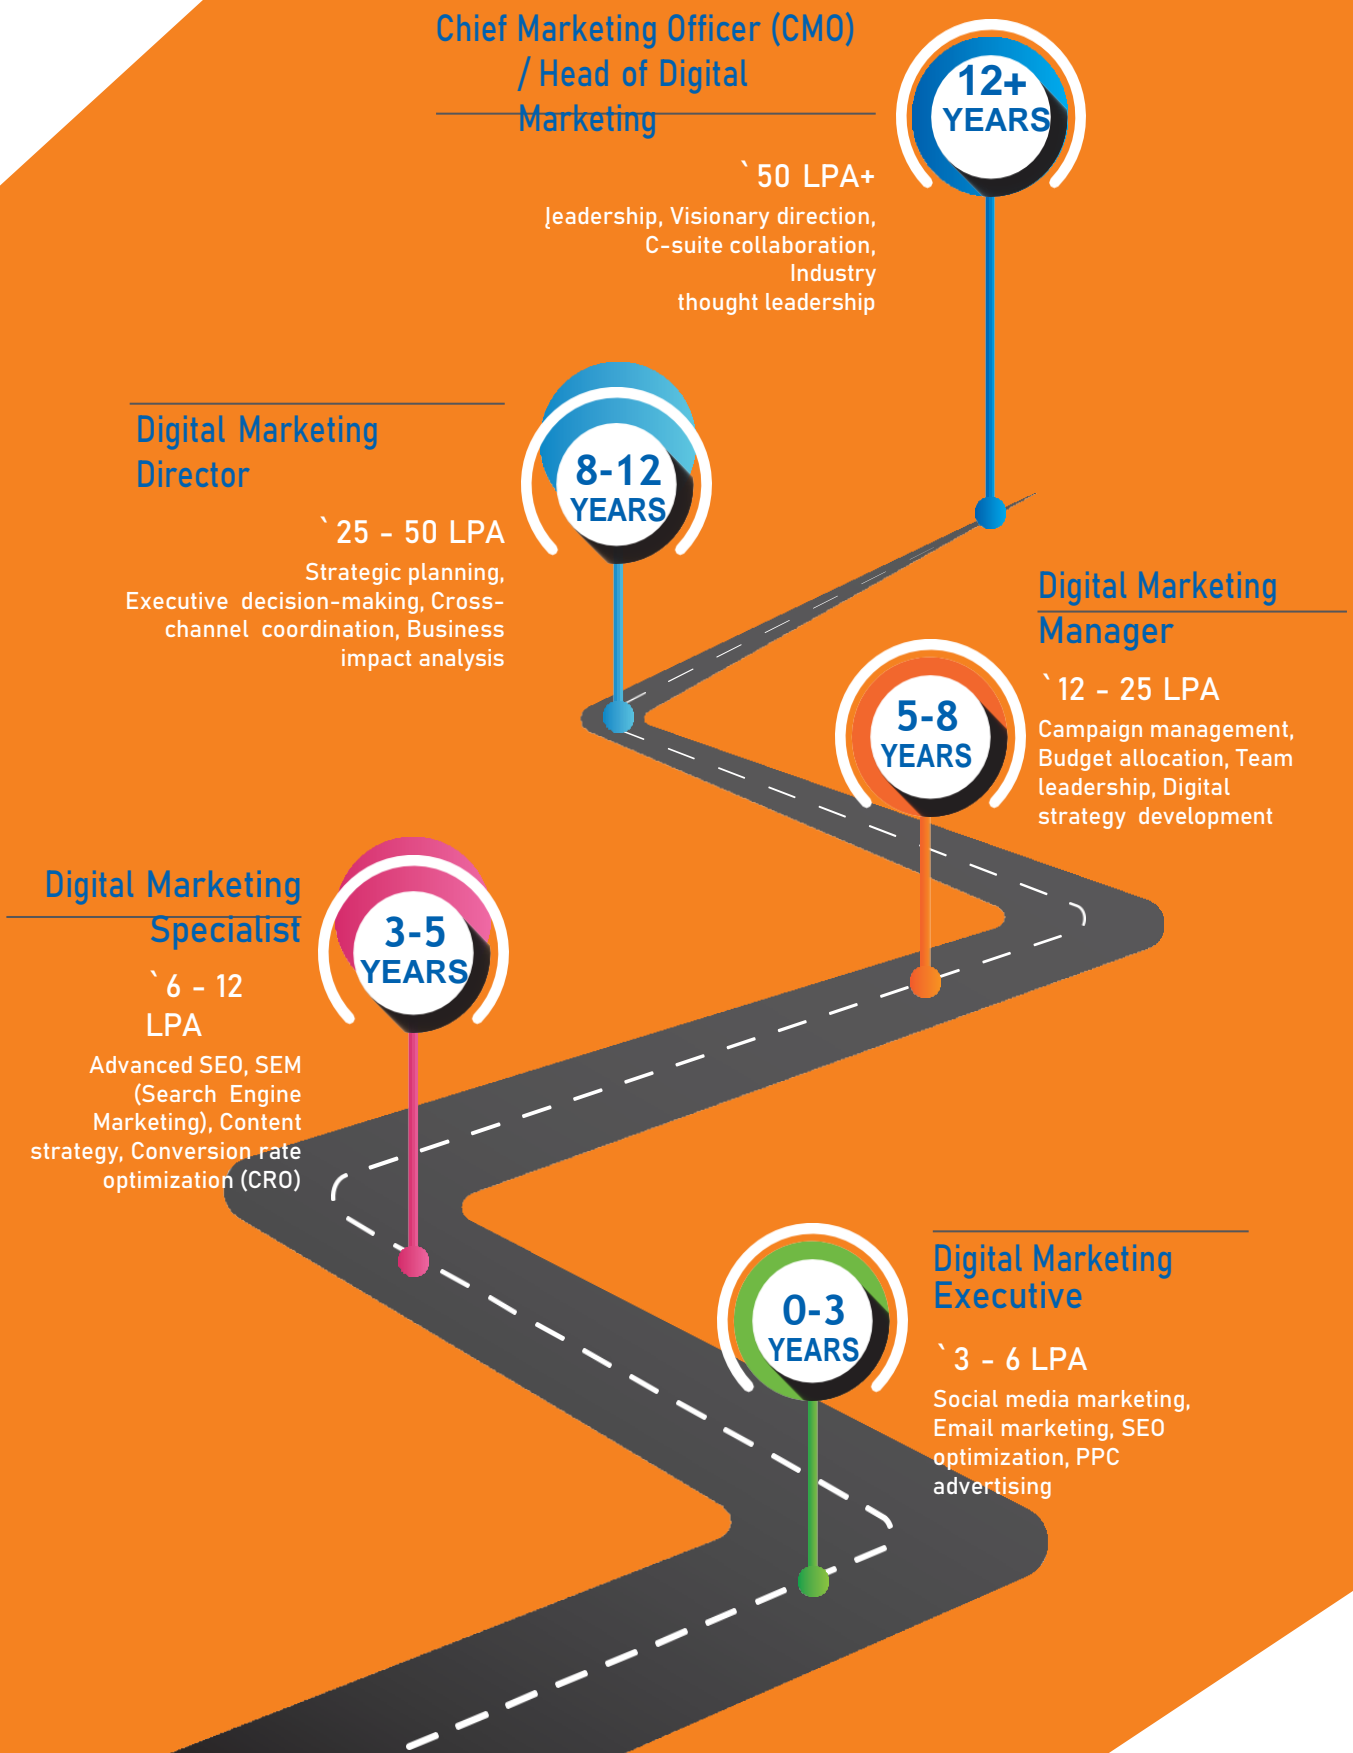 Chief Marketing Officer (CMO)
/ Head of Digital
Marketing
12+
YEARS
`50 LPA+
leadership, Visionary direction,
C-suite collaboration,
Industry
thought leadership
Digital Marketing
Director
8-12
YEARS
`25 - 50 LPA
Strategic planning,
Executive decision-making, Cross-
channel coordination, Business
impact analysis
Digital Marketing
Manager
5-8
YEARS
`12 - 25 LPA
Campaign management,
Budget allocation, Team
leadership, Digital
strategy development
Digital Marketing
Specialist
3-5
YEARS
`6 - 12
LPA
Advanced SEO, SEM
(Search Engine
Marketing), Content
strategy, Conversion rate
optimization (CRO)
0-3
YEARS
Digital Marketing
Executive
`3 - 6 LPA
Social media marketing,
Email marketing, SEO
optimization, PPC
advertising